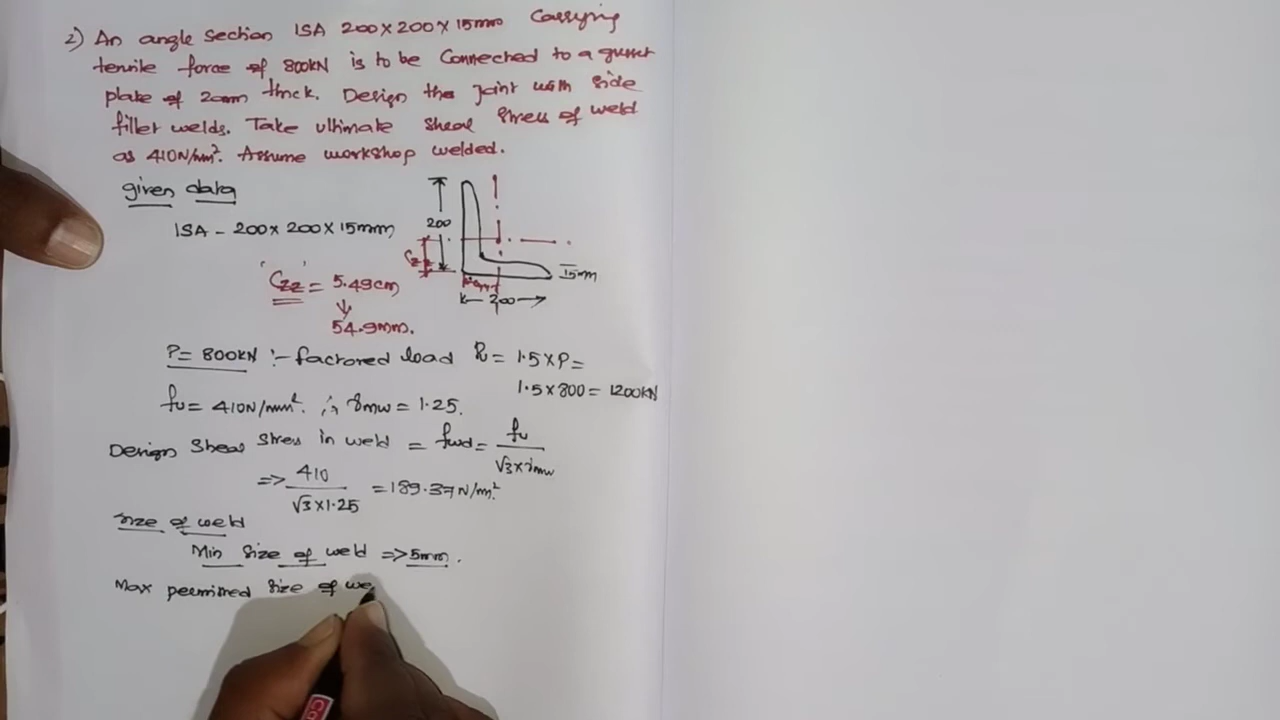 2) An angle section ISA 200×200×15mm Carrying
tensile force of 800kN is to be Connected to a gusset
plate of 20mm thick. Design the Joint with side
fillet welds. Take ultimate shear stress of weld
as 410N/mm². Assume workshop welded.
given data
ISA - 200×200×15mm
200
Czz
15mm
200
'Czz' = 5.49cm
↓
54.9mm.
P= 800kN :- factored load Pu = 1.5×P =
1.5×800 = 1200kN
fu= 410N/mm². ∴ γmw = 1.25.
Design Shear Stress in weld = fwd = fu / √3×γmw
=> 410 / √3×1.25 = 189.37N/m².
size of weld
Min Size of weld => 5mm.
Max permitted size of we